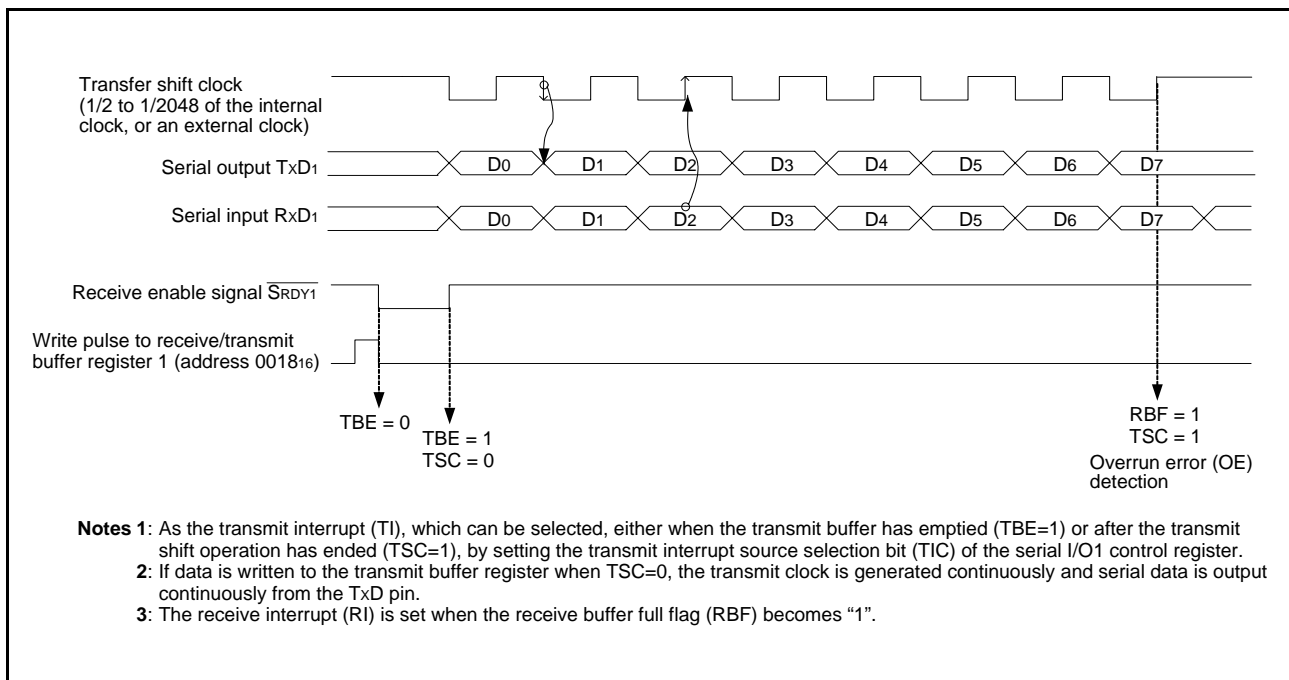 Transfer shift clock
(1/2 to 1/2048 of the internal
clock, or an external clock)
Serial output TxD1
D0 D1 D2 D3 D4 D5 D6 D7
Serial input RxD1
D0 D1 D2 D3 D4 D5 D6 D7
Receive enable signal S̅R̅D̅Y̅1̅
Write pulse to receive/transmit
buffer register 1 (address 001816)
TBE = 0
TBE = 1
TSC = 0
RBF = 1
TSC = 1
Overrun error (OE)
detection
Notes 1: As the transmit interrupt (TI), which can be selected, either when the transmit buffer has emptied (TBE=1) or after the transmit
shift operation has ended (TSC=1), by setting the transmit interrupt source selection bit (TIC) of the serial I/O1 control register.
2: If data is written to the transmit buffer register when TSC=0, the transmit clock is generated continuously and serial data is output
continuously from the TxD pin.
3: The receive interrupt (RI) is set when the receive buffer full flag (RBF) becomes “1”.